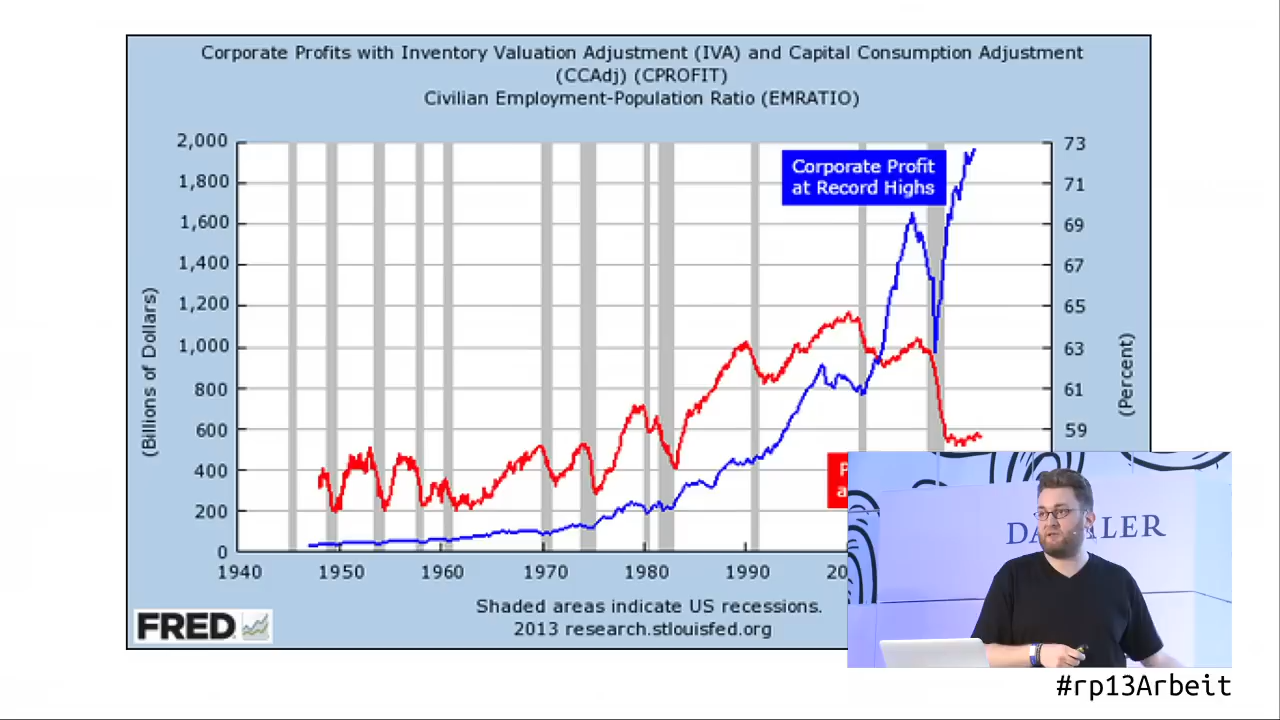 Corporate Profits with Inventory Valuation Adjustment (IVA) and Capital Consumption Adjustment
(CCAdj) (CPROFIT)
Civilian Employment-Population Ratio (EMRATIO)
2,000
1,800
1,600
1,400
1,200
1,000
800
600
400
200
0
(Billions of Dollars)
Corporate Profit
at Record Highs
73
71
69
67
65
63
61
59
(Percent)
1940
1950
1960
1970
1980
1990
Shaded areas indicate US recessions.
2013 research.stlouisfed.org
FRED
#rp13Arbeit